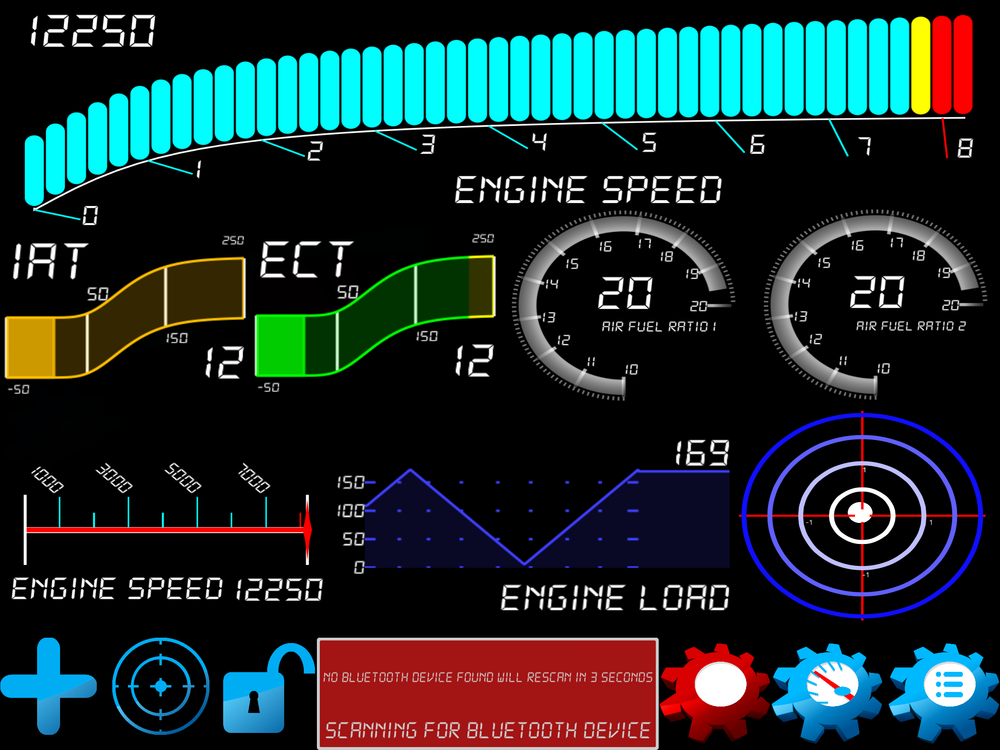 12250
0 1 2 3 4 5 6 7 8
ENGINE SPEED
IAT
250
50
150
12
-50
ECT
250
50
150
12
-50
10 11 12 13 14 15 16 17 18 19 20
20
AIR FUEL RATIO 1
10 11 12 13 14 15 16 17 18 19 20
20
AIR FUEL RATIO 2
1000 3000 5000 7000
ENGINE SPEED 12250
169
150
100
50
0
ENGINE LOAD
1
-1 1
-1
NO BLUETOOTH DEVICE FOUND WILL RESCAN IN 3 SECONDS
SCANNING FOR BLUETOOTH DEVICE